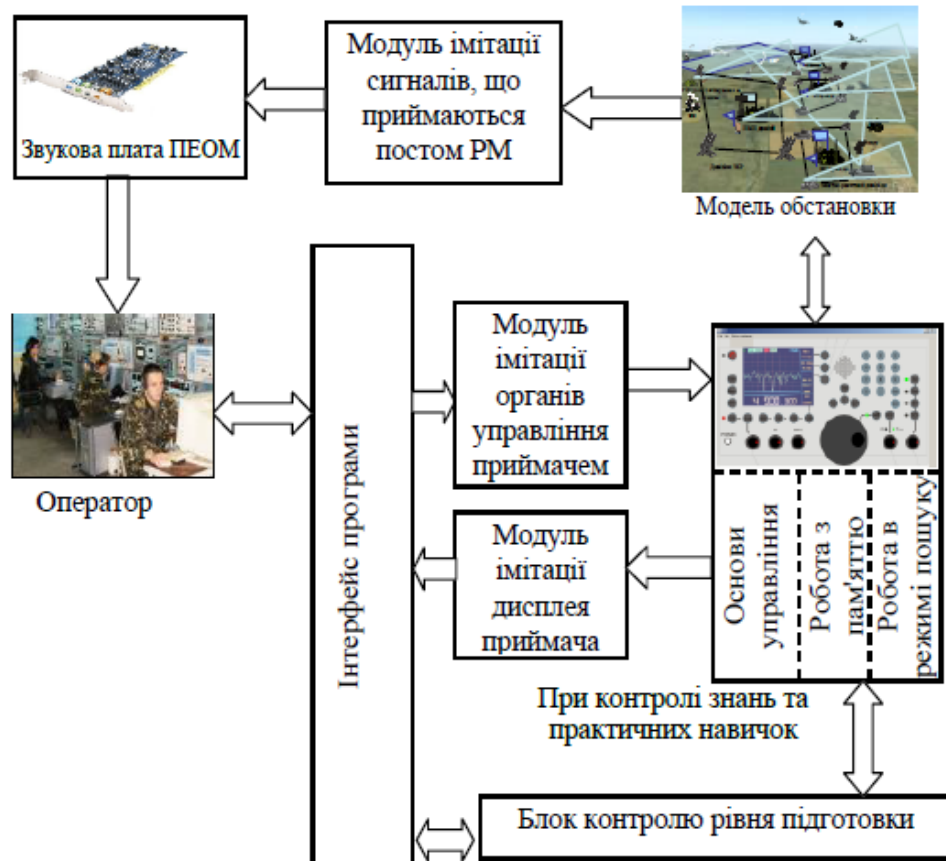 Модуль імітації
сигналів, що
приймаються
постом РМ
Звукова плата ПЕОМ
Модель обстановки
Оператор
Інтерфейс програми
Модуль
імітації
органів
управління
приймачем
Модуль
імітації
дисплея
приймача
Основи
управління
Робота з
пам'яттю
Робота в
режимі пошуку
При контролі знань та
практичних навичок
Блок контролю рівня підготовки